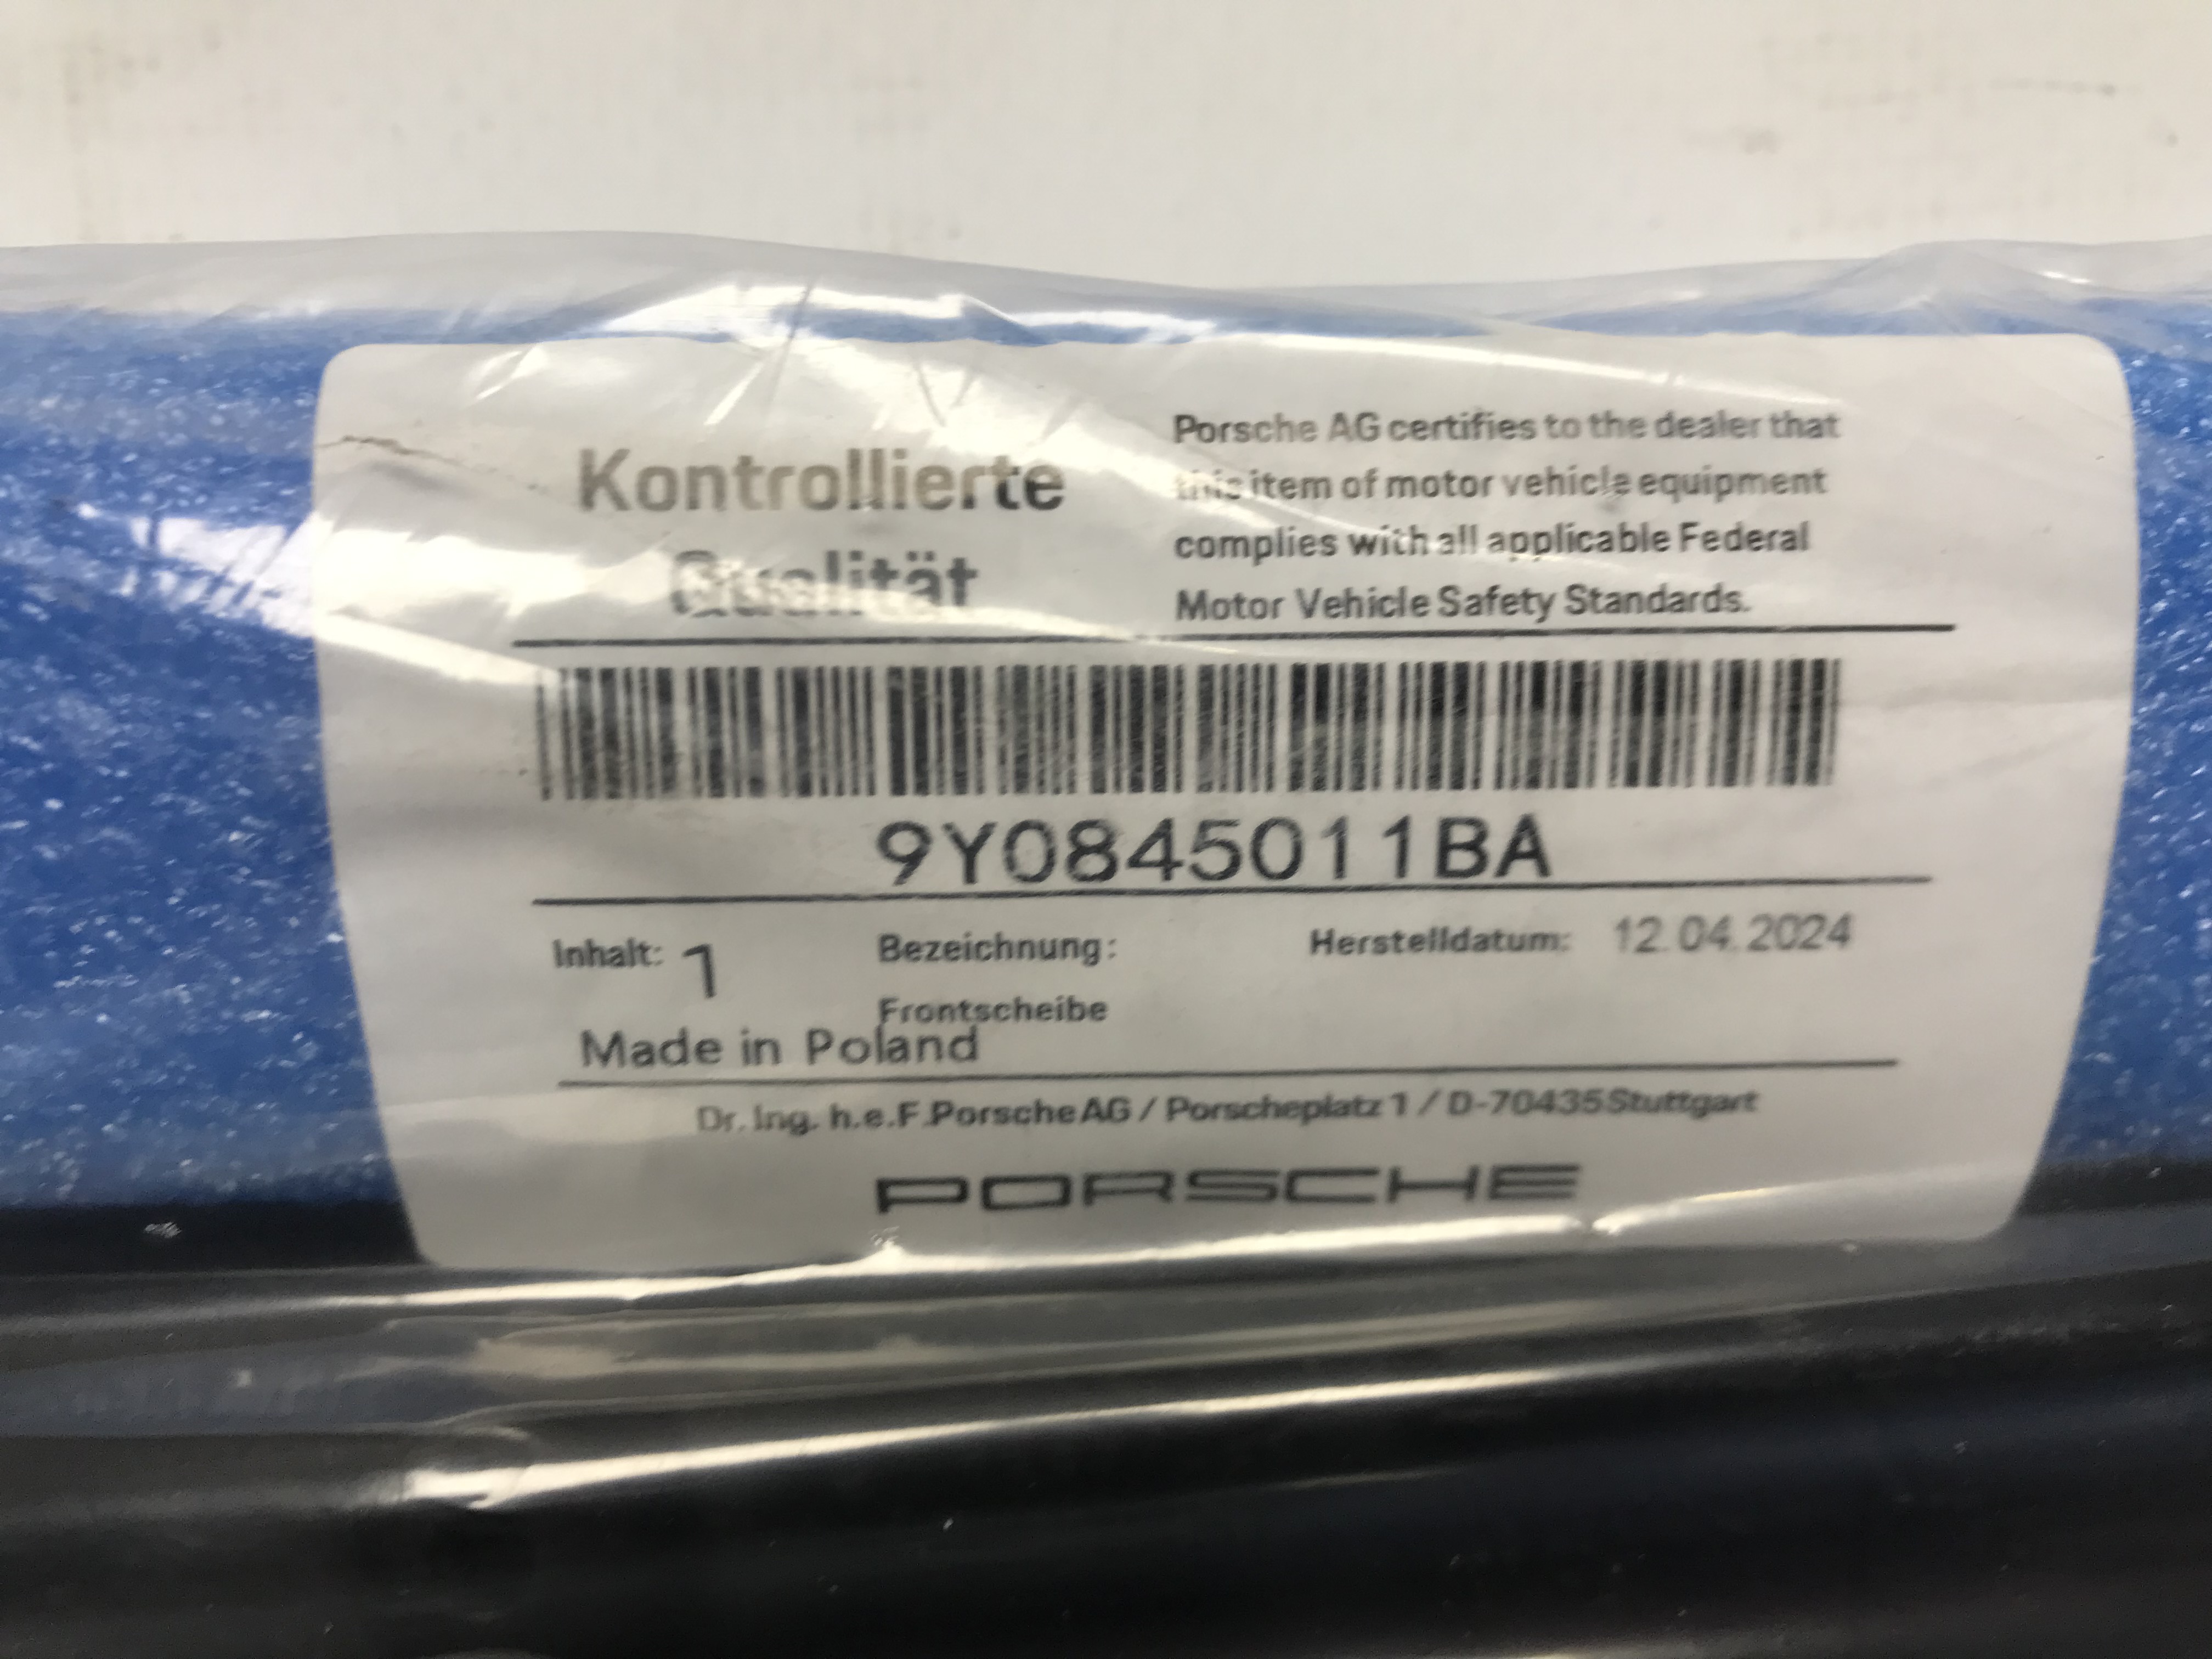 Kontrollierte
Qualität
Porsche AG certifies to the dealer that
this item of motor vehicle equipment
complies with all applicable Federal
Motor Vehicle Safety Standards.
9Y0845011BA
Inhalt: 1
Bezeichnung:
Frontscheibe
Herstelldatum: 12.04.2024
Made in Poland
Dr. Ing. h.e.F.Porsche AG / Porscheplatz 1 / D-70435 Stuttgart
PORSCHE